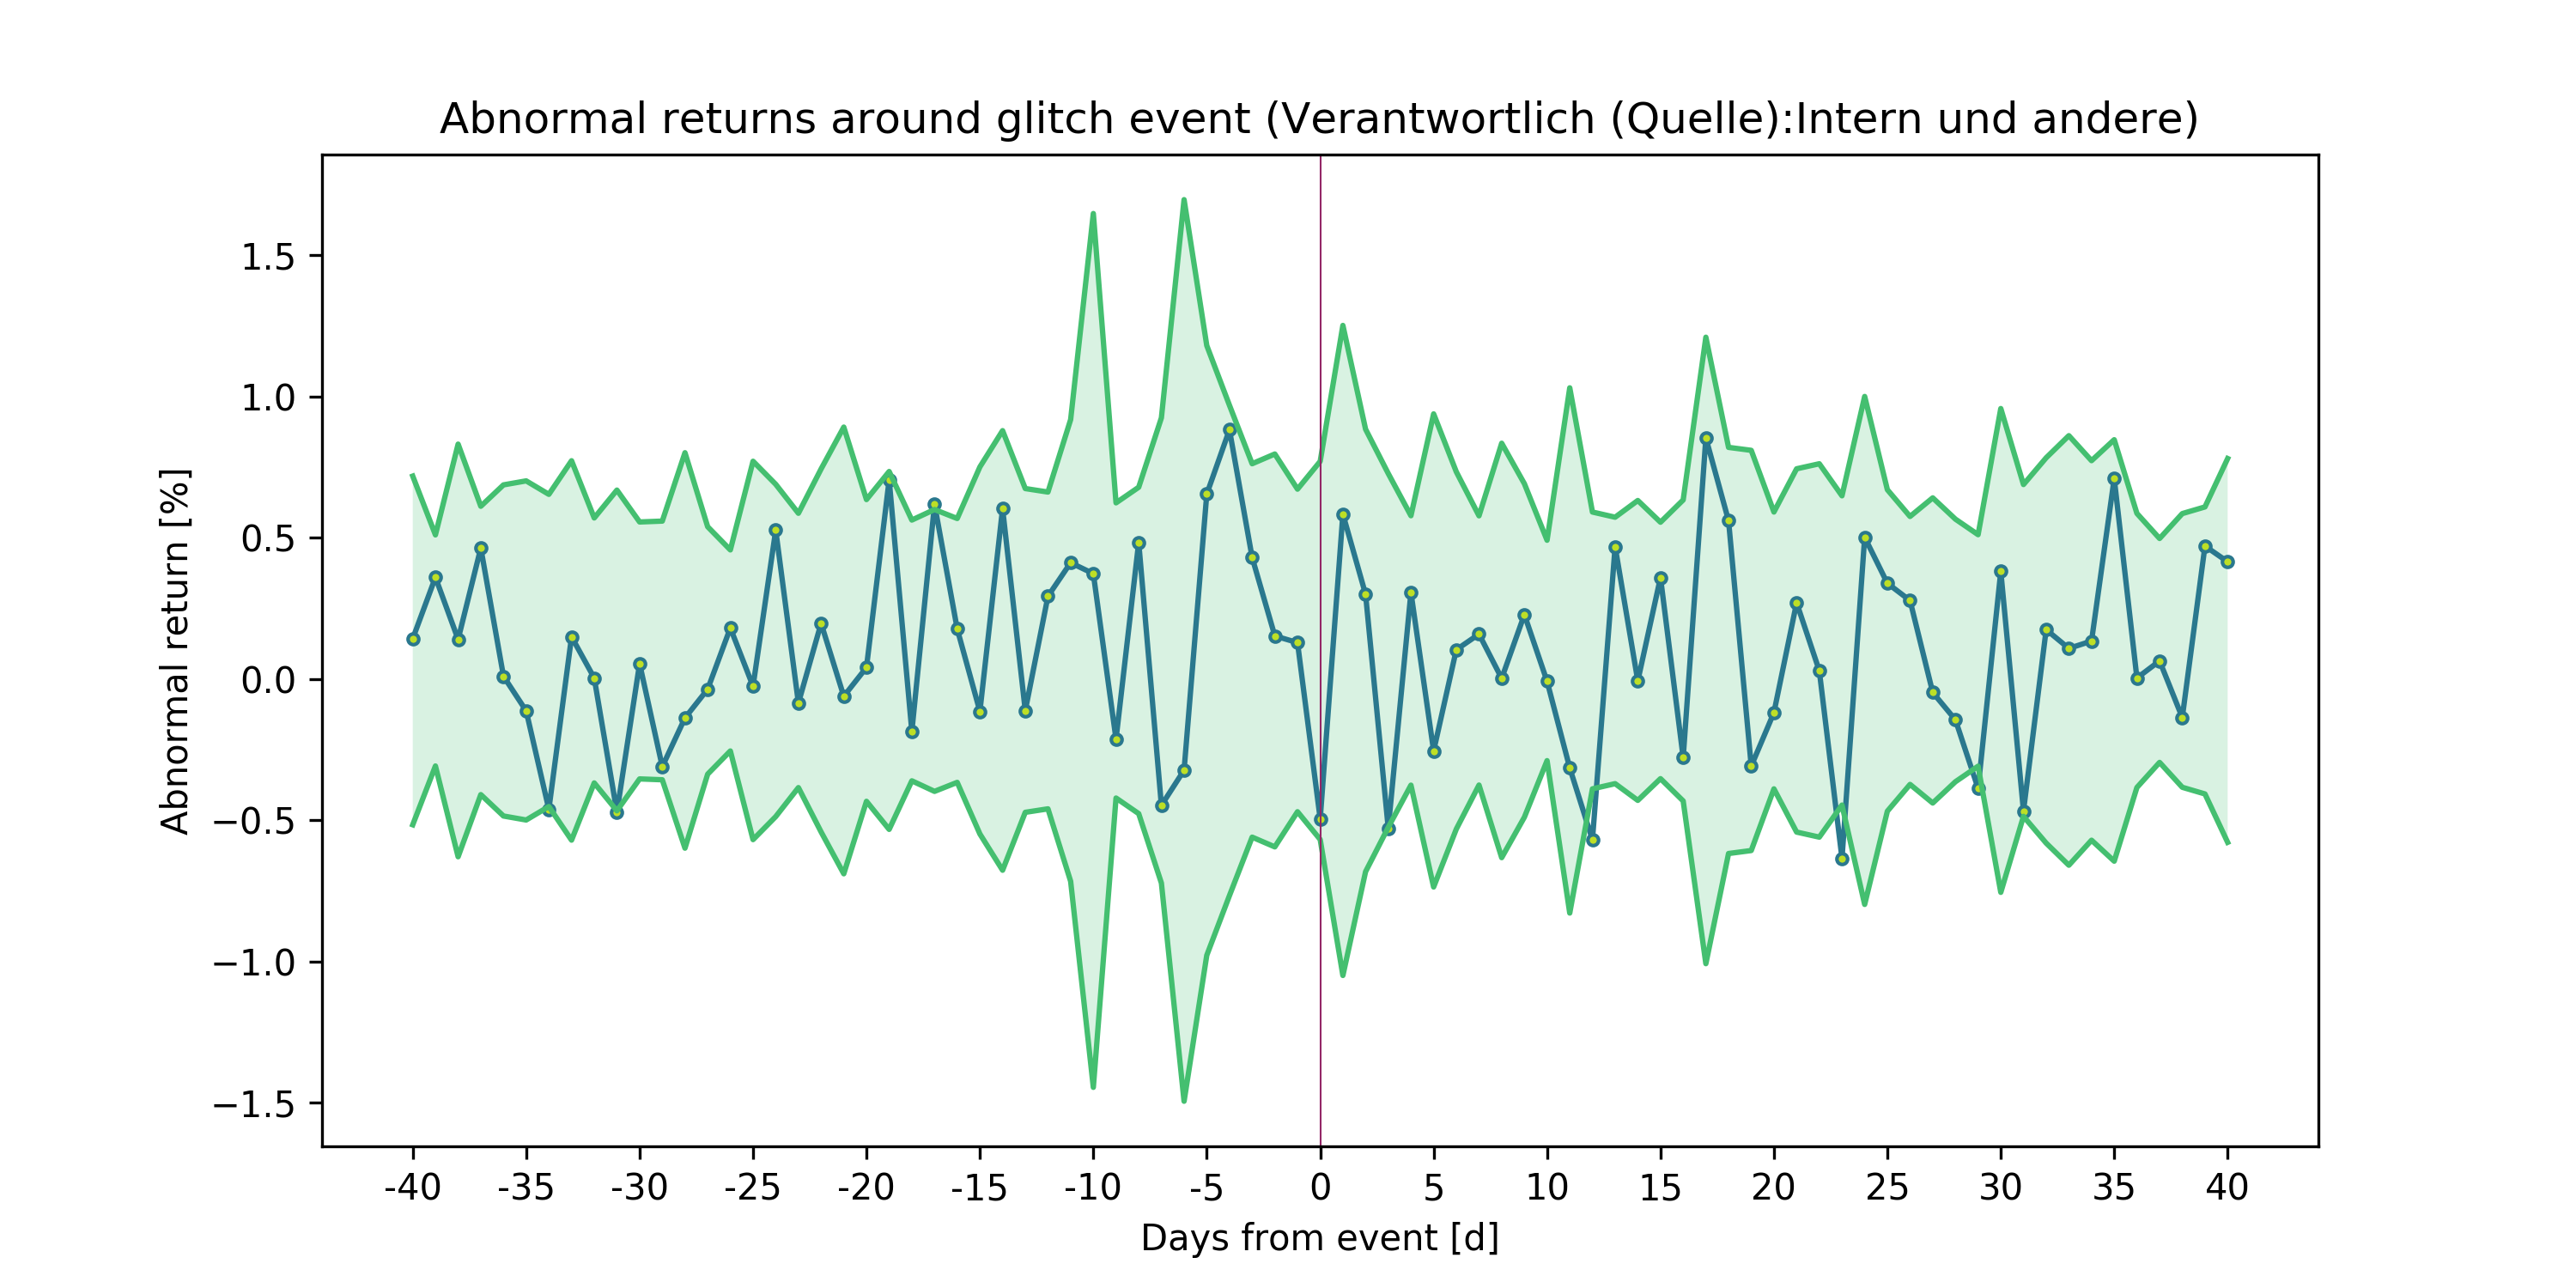 Abnormal returns around glitch event (Verantwortlich (Quelle):Intern und andere)
Abnormal return [%]
1.5
1.0
0.5
0.0
−0.5
−1.0
−1.5
-40 -35 -30 -25 -20 -15 -10 -5 0 5 10 15 20 25 30 35 40
Days from event [d]